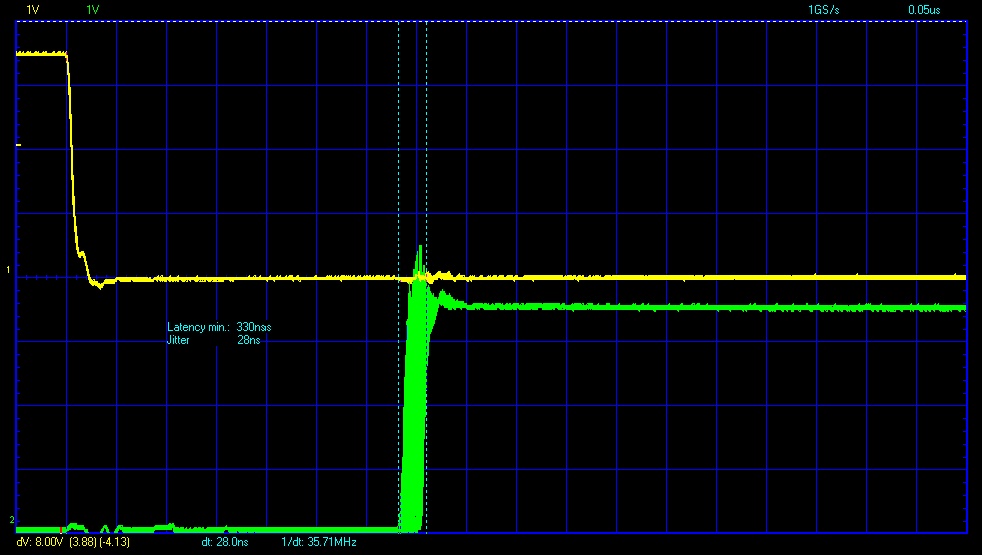 1V 1V 1GS/s 0.05us
1
Latency min.: 330nss
Jitter 28ns
2
dV: 8.00V (3.88) (-4.13) dt: 28.0ns 1/dt: 35.71MHz